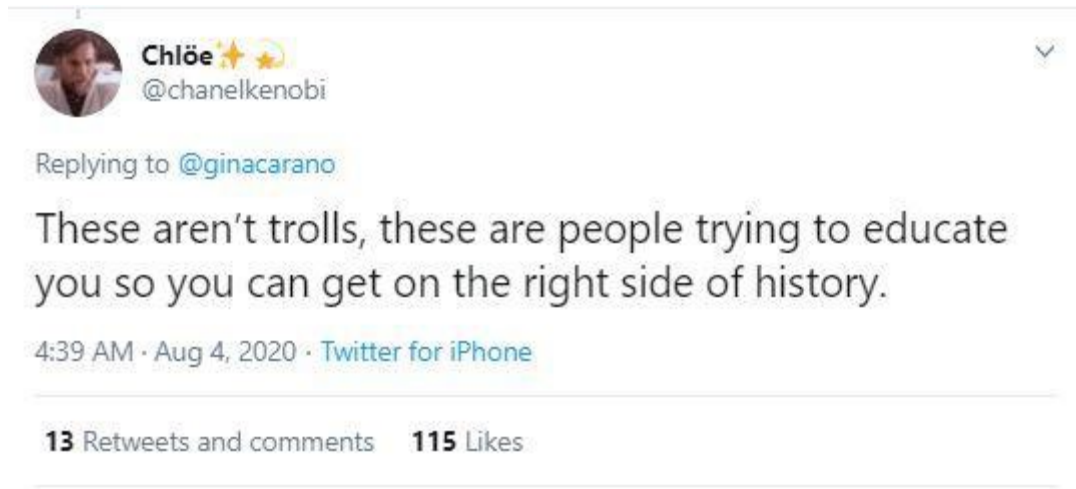 Chlöe✨ 💫
@chanelkenobi
Replying to @ginacarano
These aren’t trolls, these are people trying to educate
you so you can get on the right side of history.
4:39 AM · Aug 4, 2020 · Twitter for iPhone
13 Retweets and comments 115 Likes